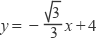 y = − √3/3 x + 4